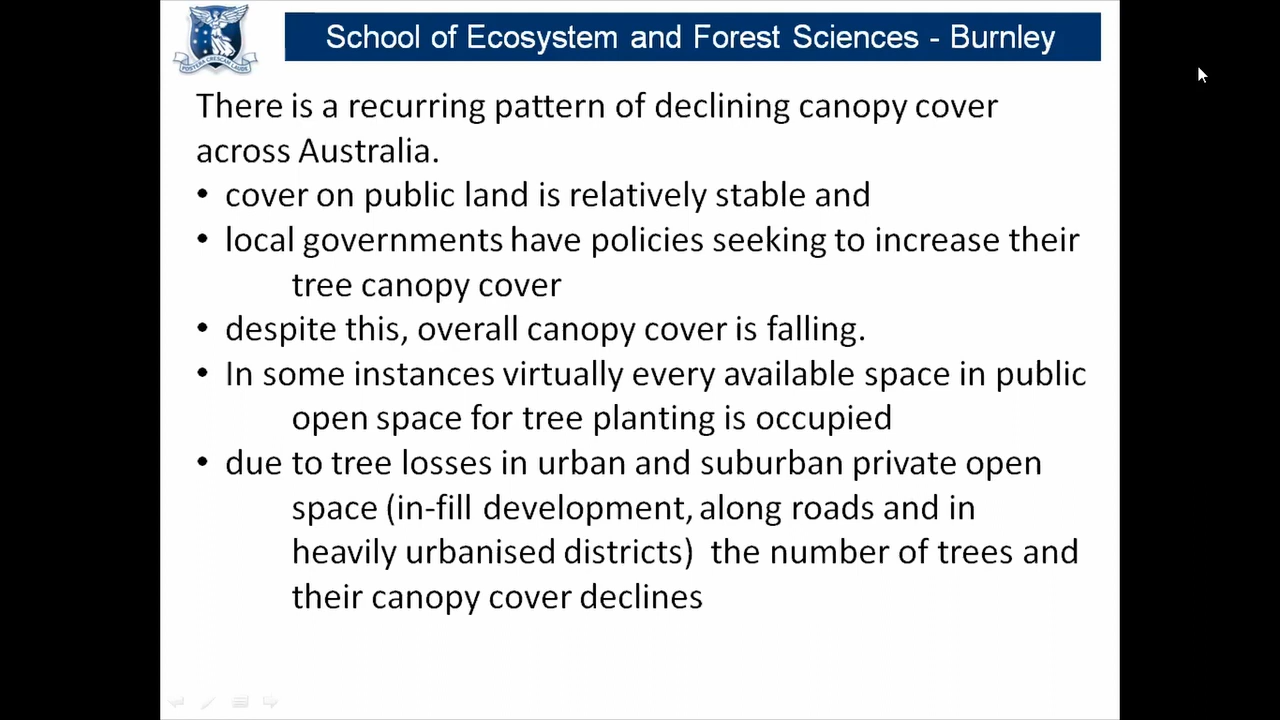 School of Ecosystem and Forest Sciences - Burnley
POSTERA CRESCAM LAUDE
There is a recurring pattern of declining canopy cover
across Australia.
• cover on public land is relatively stable and
• local governments have policies seeking to increase their
tree canopy cover
• despite this, overall canopy cover is falling.
• In some instances virtually every available space in public
open space for tree planting is occupied
• due to tree losses in urban and suburban private open
space (in-fill development, along roads and in
heavily urbanised districts) the number of trees and
their canopy cover declines